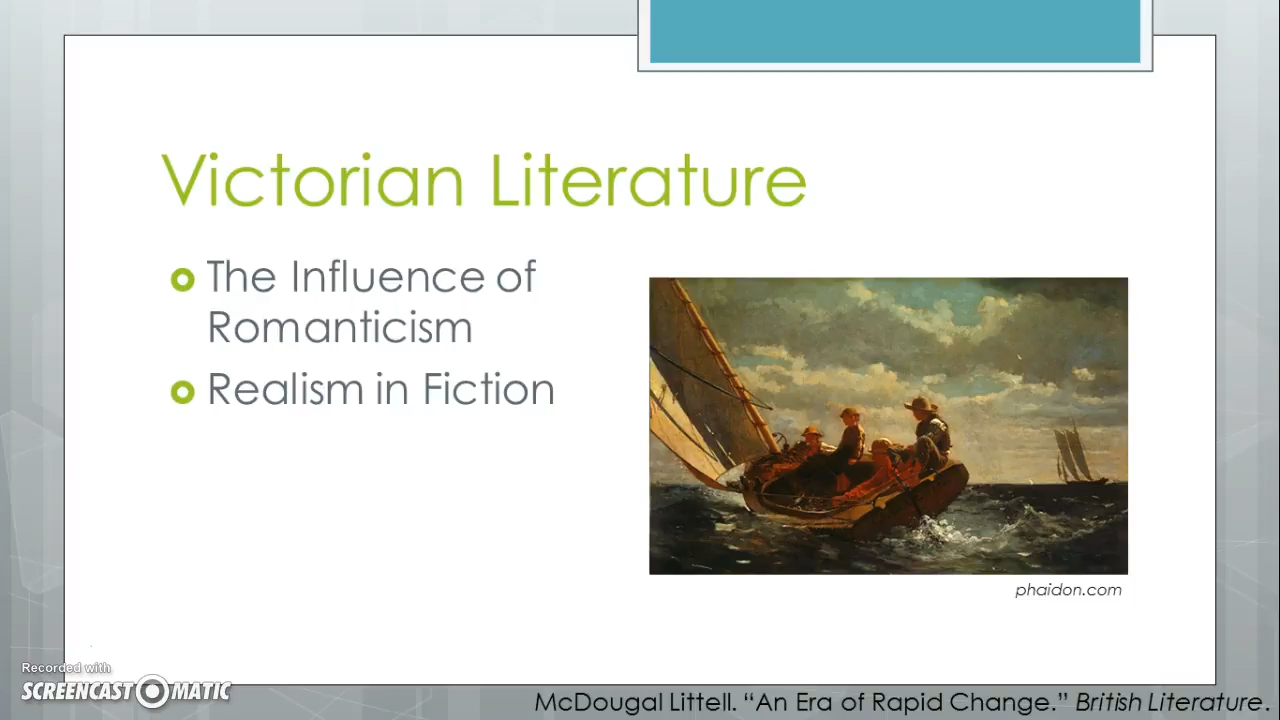 Victorian Literature
The Influence of
Romanticism
Realism in Fiction
phaidon.com
Recorded with
SCREENCAST MATIC
McDougal Littell. “An Era of Rapid Change.” British Literature.